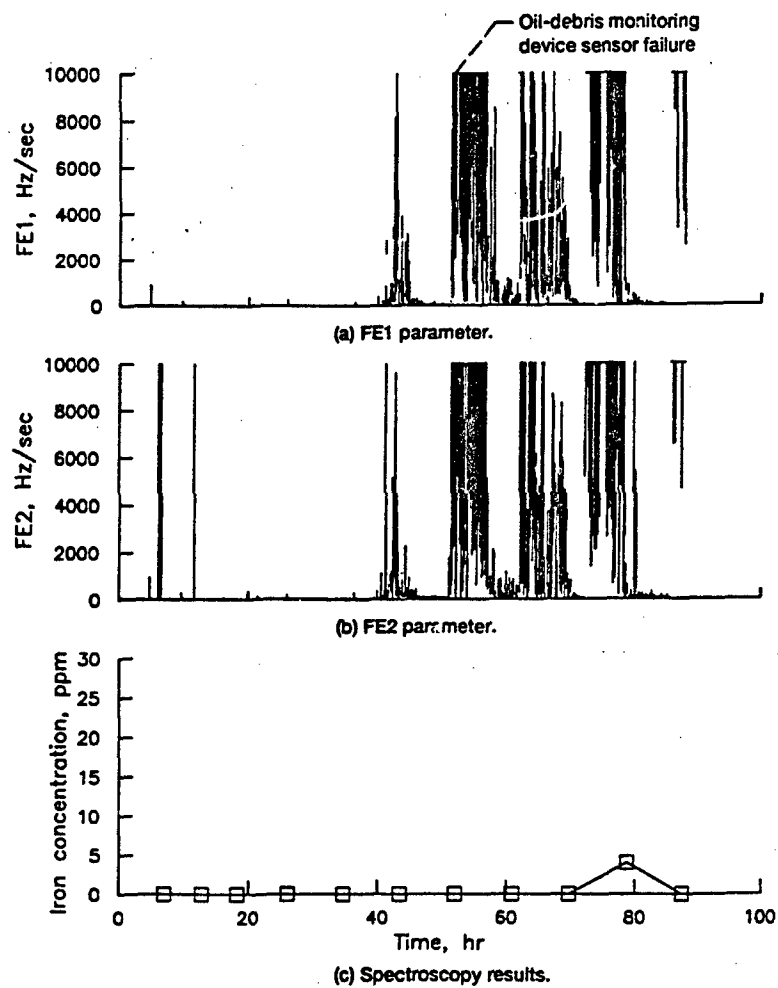 Oil-debris monitoring
device sensor failure
10000
8000
6000
4000
2000
0
FE1, Hz/sec
(a) FE1 parameter.
10000
8000
6000
4000
2000
0
FE2, Hz/sec
(b) FE2 parameter.
30
25
20
15
10
5
0
Iron concentration, ppm
0 20 40 60 80 100
Time, hr
(c) Spectroscopy results.